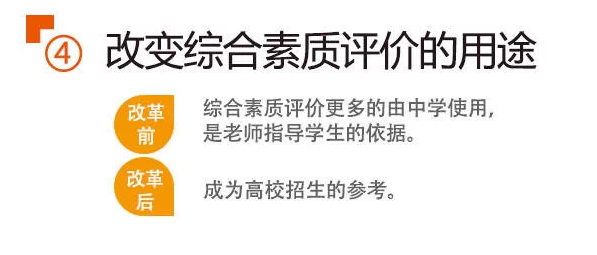 ④ 改变综合素质评价的用途
改革前
综合素质评价更多的由中学使用,
是老师指导学生的依据。
改革后
成为高校招生的参考。